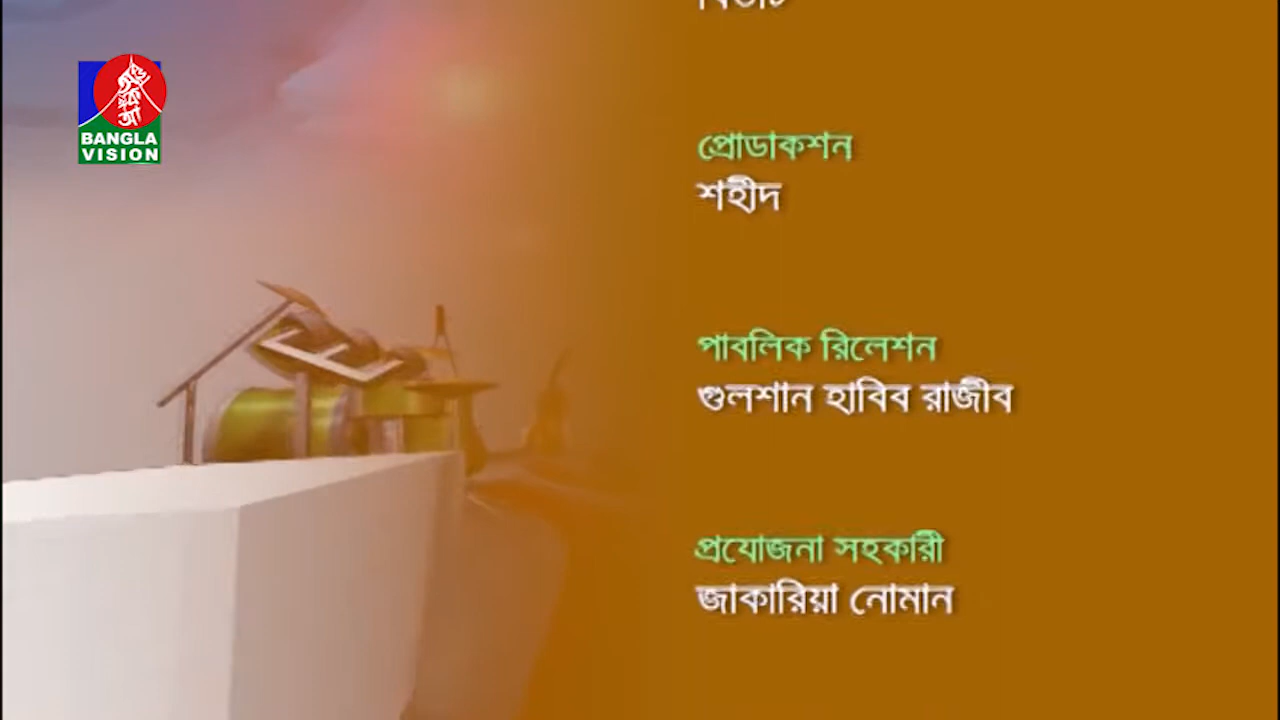 BANGLA
VISION
প্রোডাকশন
শহীদ
পাবলিক রিলেশন
গুলশান হাবিব রাজীব
প্রযোজনা সহকারী
জাকারিয়া নোমান